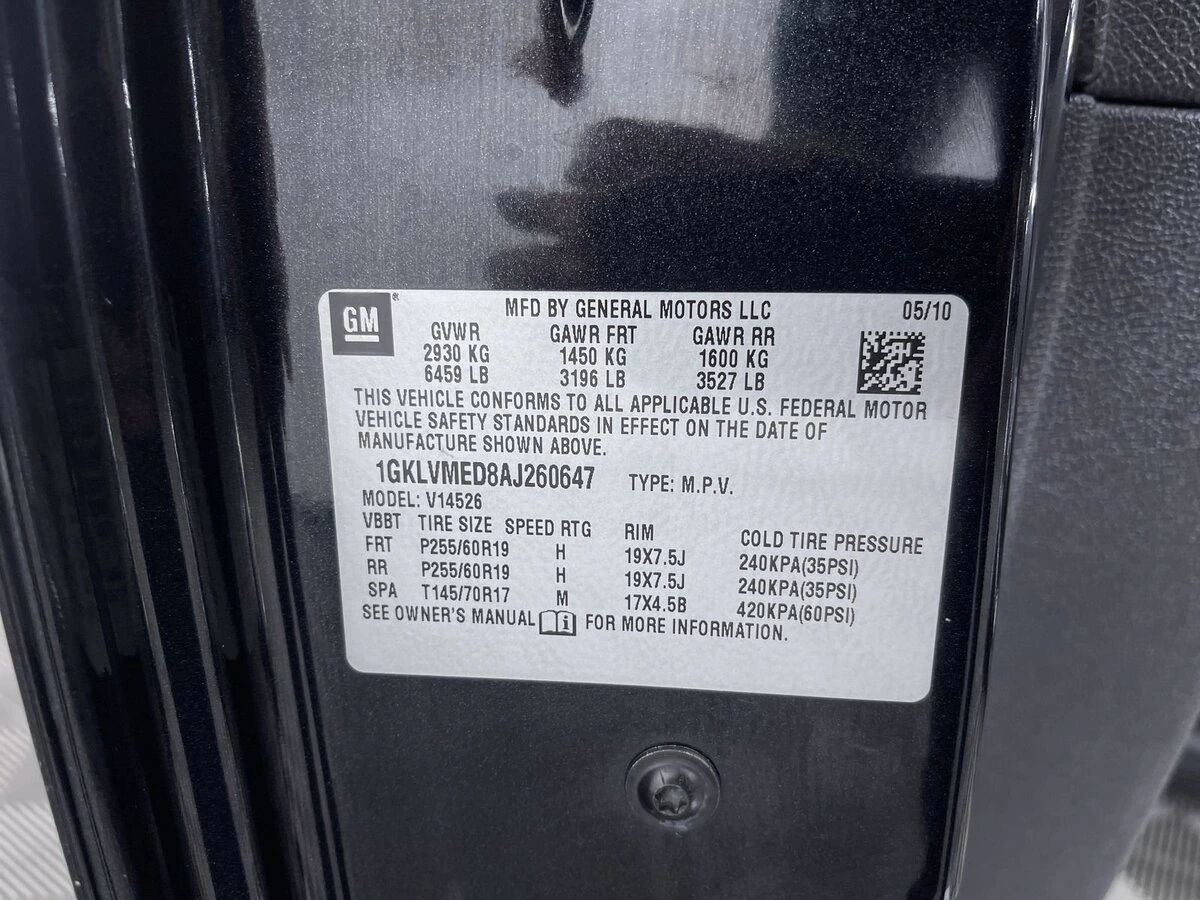 GM MFD BY GENERAL MOTORS LLC 05/10
GVWR GAWR FRT GAWR RR
2930 KG 1450 KG 1600 KG
6459 LB 3196 LB 3527 LB
THIS VEHICLE CONFORMS TO ALL APPLICABLE U.S. FEDERAL MOTOR
VEHICLE SAFETY STANDARDS IN EFFECT ON THE DATE OF
MANUFACTURE SHOWN ABOVE.
1GKLVMED8AJ260647 TYPE: M.P.V.
MODEL: V14526
VBBT TIRE SIZE SPEED RTG RIM COLD TIRE PRESSURE
FRT P255/60R19 H 19X7.5J 240KPA(35PSI)
RR P255/60R19 H 19X7.5J 240KPA(35PSI)
SPA T145/70R17 M 17X4.5B 420KPA(60PSI)
SEE OWNER'S MANUAL i FOR MORE INFORMATION.